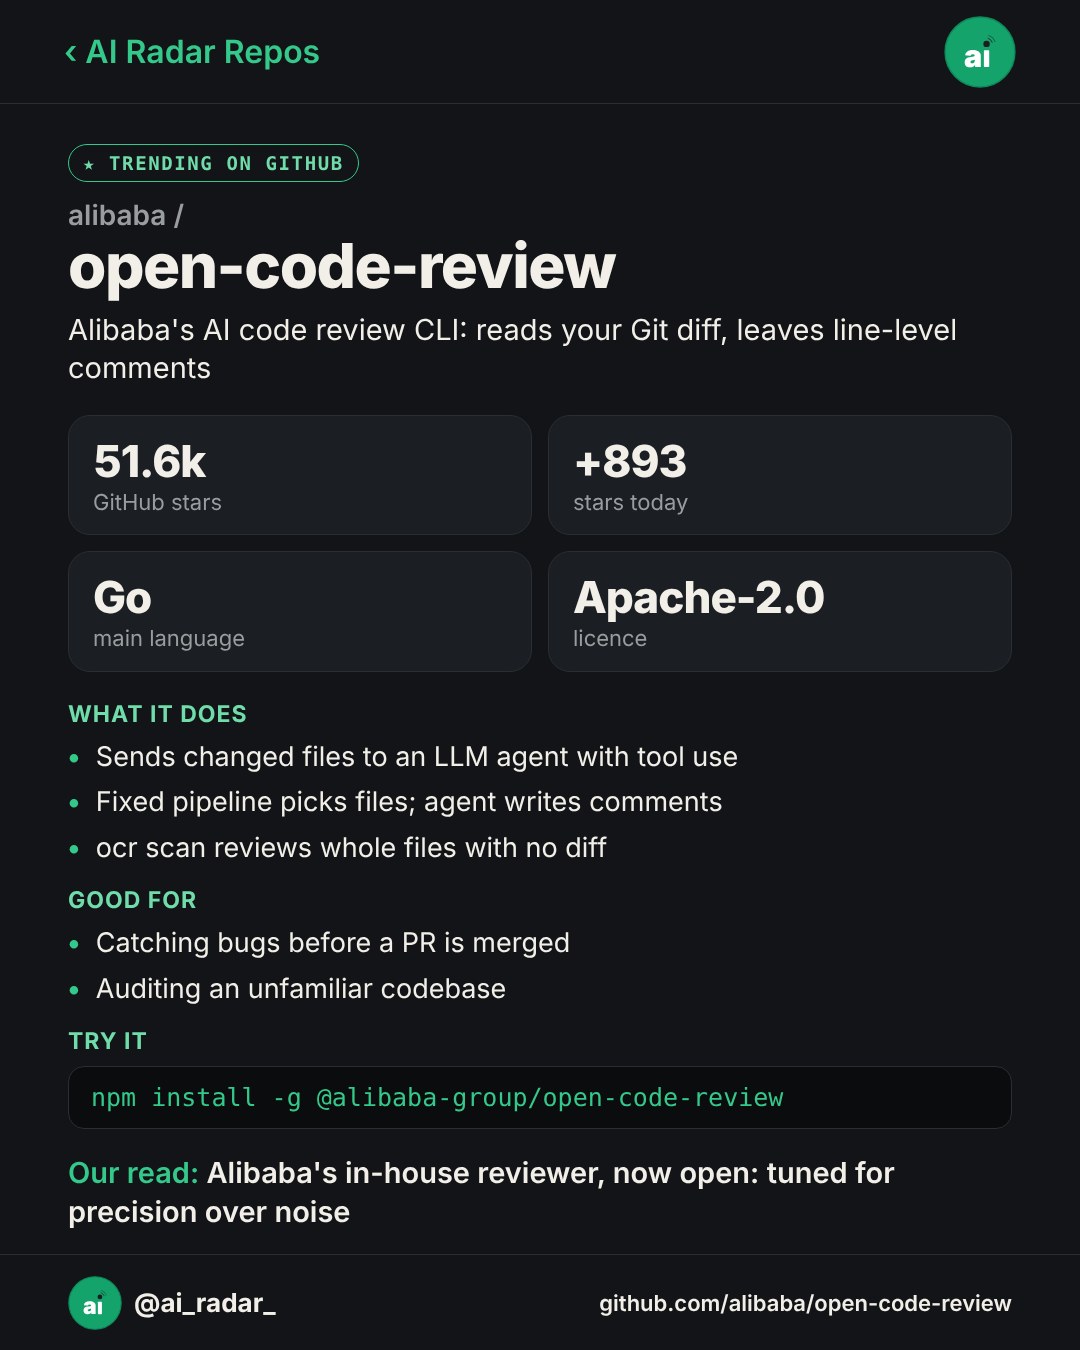 ‹ AI Radar Repos
ai
★ TRENDING ON GITHUB
alibaba /
open-code-review
Alibaba's AI code review CLI: reads your Git diff, leaves line-level
comments
51.6k
GitHub stars
+893
stars today
Go
main language
Apache-2.0
licence
WHAT IT DOES
• Sends changed files to an LLM agent with tool use
• Fixed pipeline picks files; agent writes comments
• ocr scan reviews whole files with no diff
GOOD FOR
• Catching bugs before a PR is merged
• Auditing an unfamiliar codebase
TRY IT
npm install -g @alibaba-group/open-code-review
Our read: Alibaba's in-house reviewer, now open: tuned for
precision over noise
ai
@ai_radar_
github.com/alibaba/open-code-review